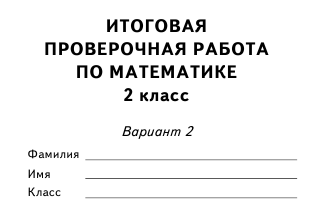 ИТОГОВАЯ
ПРОВЕРОЧНАЯ РАБОТА
ПО МАТЕМАТИКЕ
2 класс
Вариант 2
Фамилия
Имя
Класс